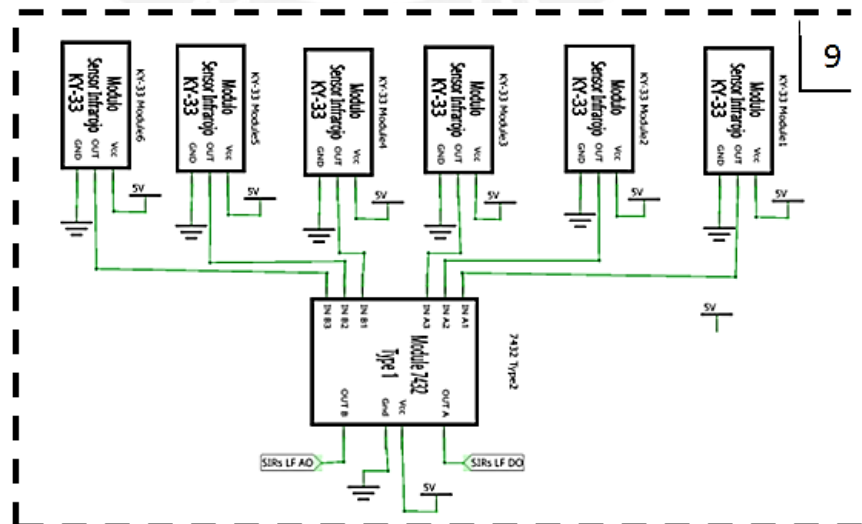 9
KY-33 Module6
Modulo
Sensor Infrarojo
KY-33
GND
OUT
Vcc
5V
KY-33 Module5
Modulo
Sensor Infrarojo
KY-33
GND
OUT
Vcc
5V
KY-33 Module4
Modulo
Sensor Infrarojo
KY-33
GND
OUT
Vcc
5V
KY-33 Module3
Modulo
Sensor Infrarojo
KY-33
GND
OUT
Vcc
5V
KY-33 Module2
Modulo
Sensor Infrarojo
KY-33
GND
OUT
Vcc
5V
KY-33 Module1
Modulo
Sensor Infrarojo
KY-33
GND
OUT
Vcc
5V
5V
IN B3
IN B2
IN B1
IN A3
IN A2
IN A1
7432 Type2
Module 7432
Type 1
OUT B
Gnd
Vcc
OUT A
SIRs LF AO
SIRs LF DO
5V